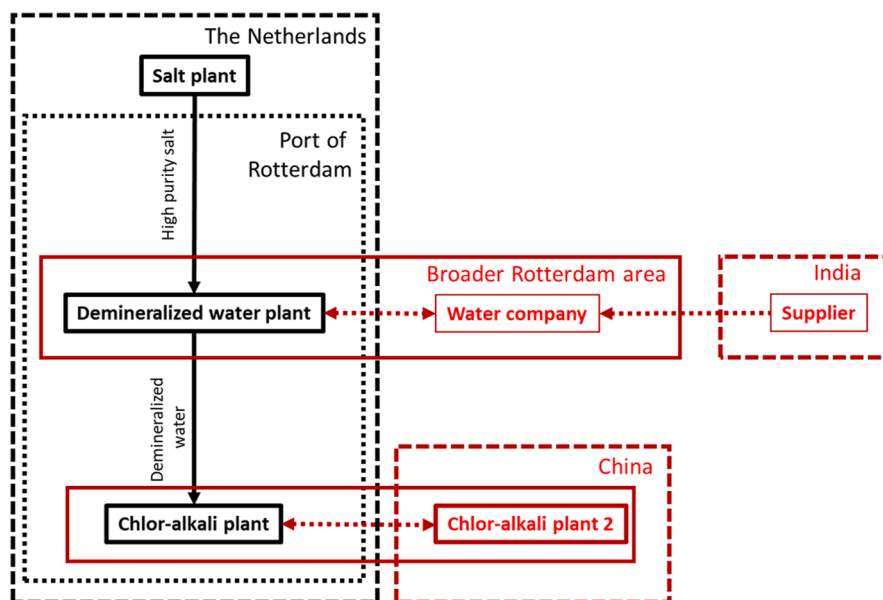 The Netherlands
Salt plant
Port of
Rotterdam
High purity salt
Broader Rotterdam area
India
Demineralized water plant
Water company
Supplier
Demineralized
water
China
Chlor-alkali plant
Chlor-alkali plant 2